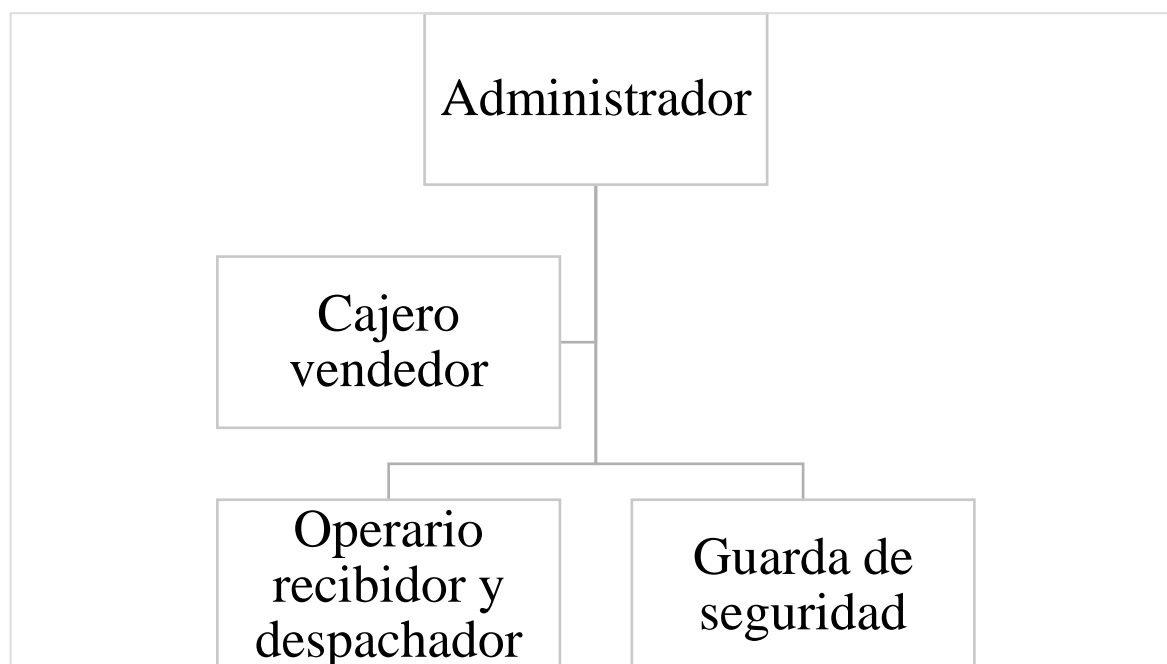 Administrador
Cajero
vendedor
Operario
recibidor y
despachador
Guarda de
seguridad